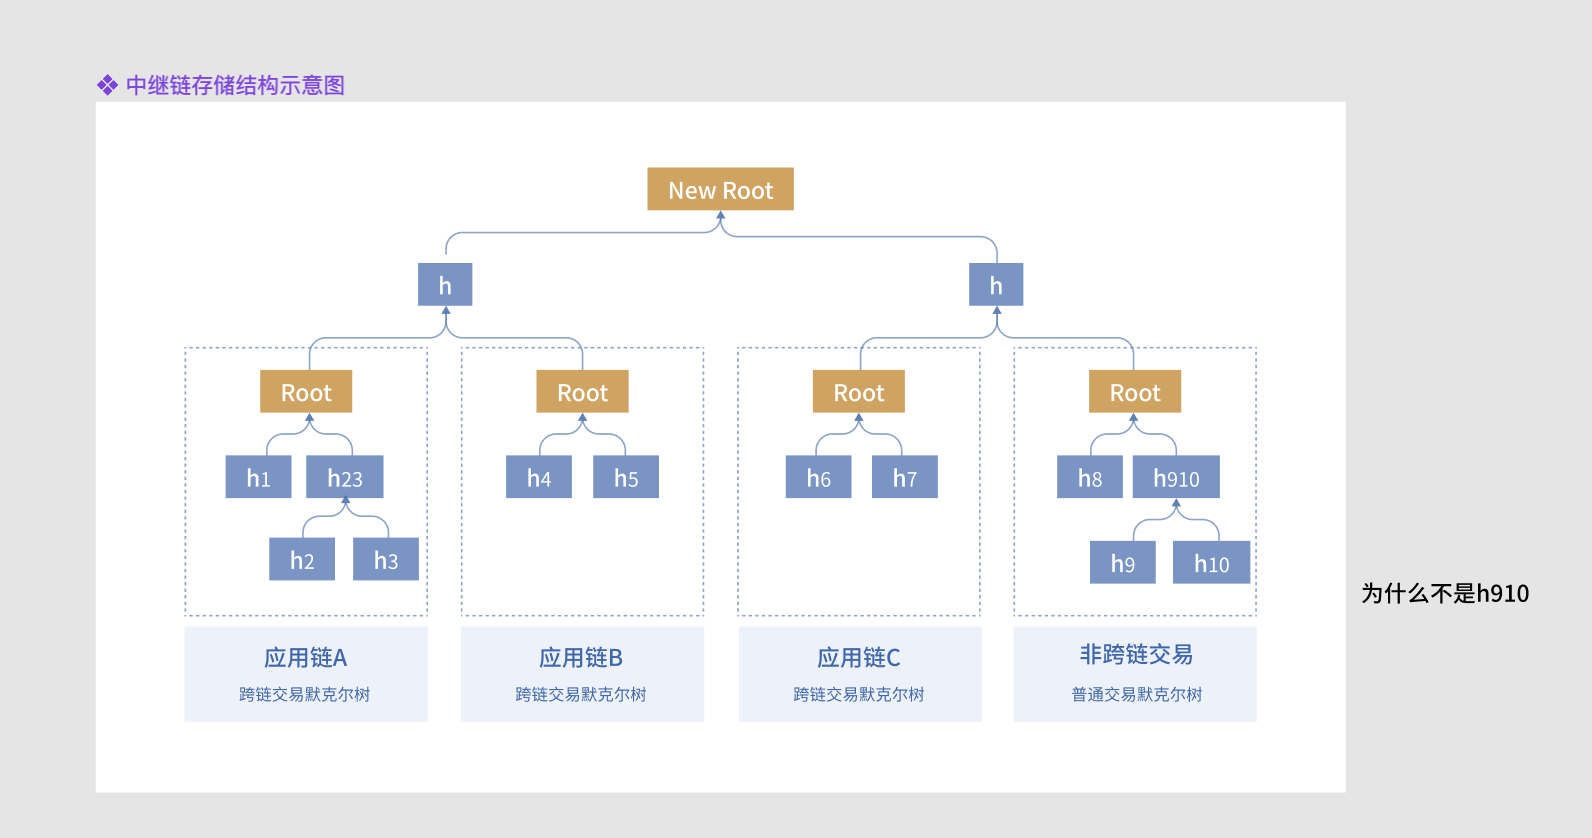 中继链存储结构示意图
New Root
h
h
Root
Root
Root
Root
h1
h23
h4
h5
h6
h7
h8
h910
h2
h3
h9
h10
为什么不是h910
应用链A
应用链B
应用链C
非跨链交易
跨链交易默克尔树
跨链交易默克尔树
跨链交易默克尔树
普通交易默克尔树